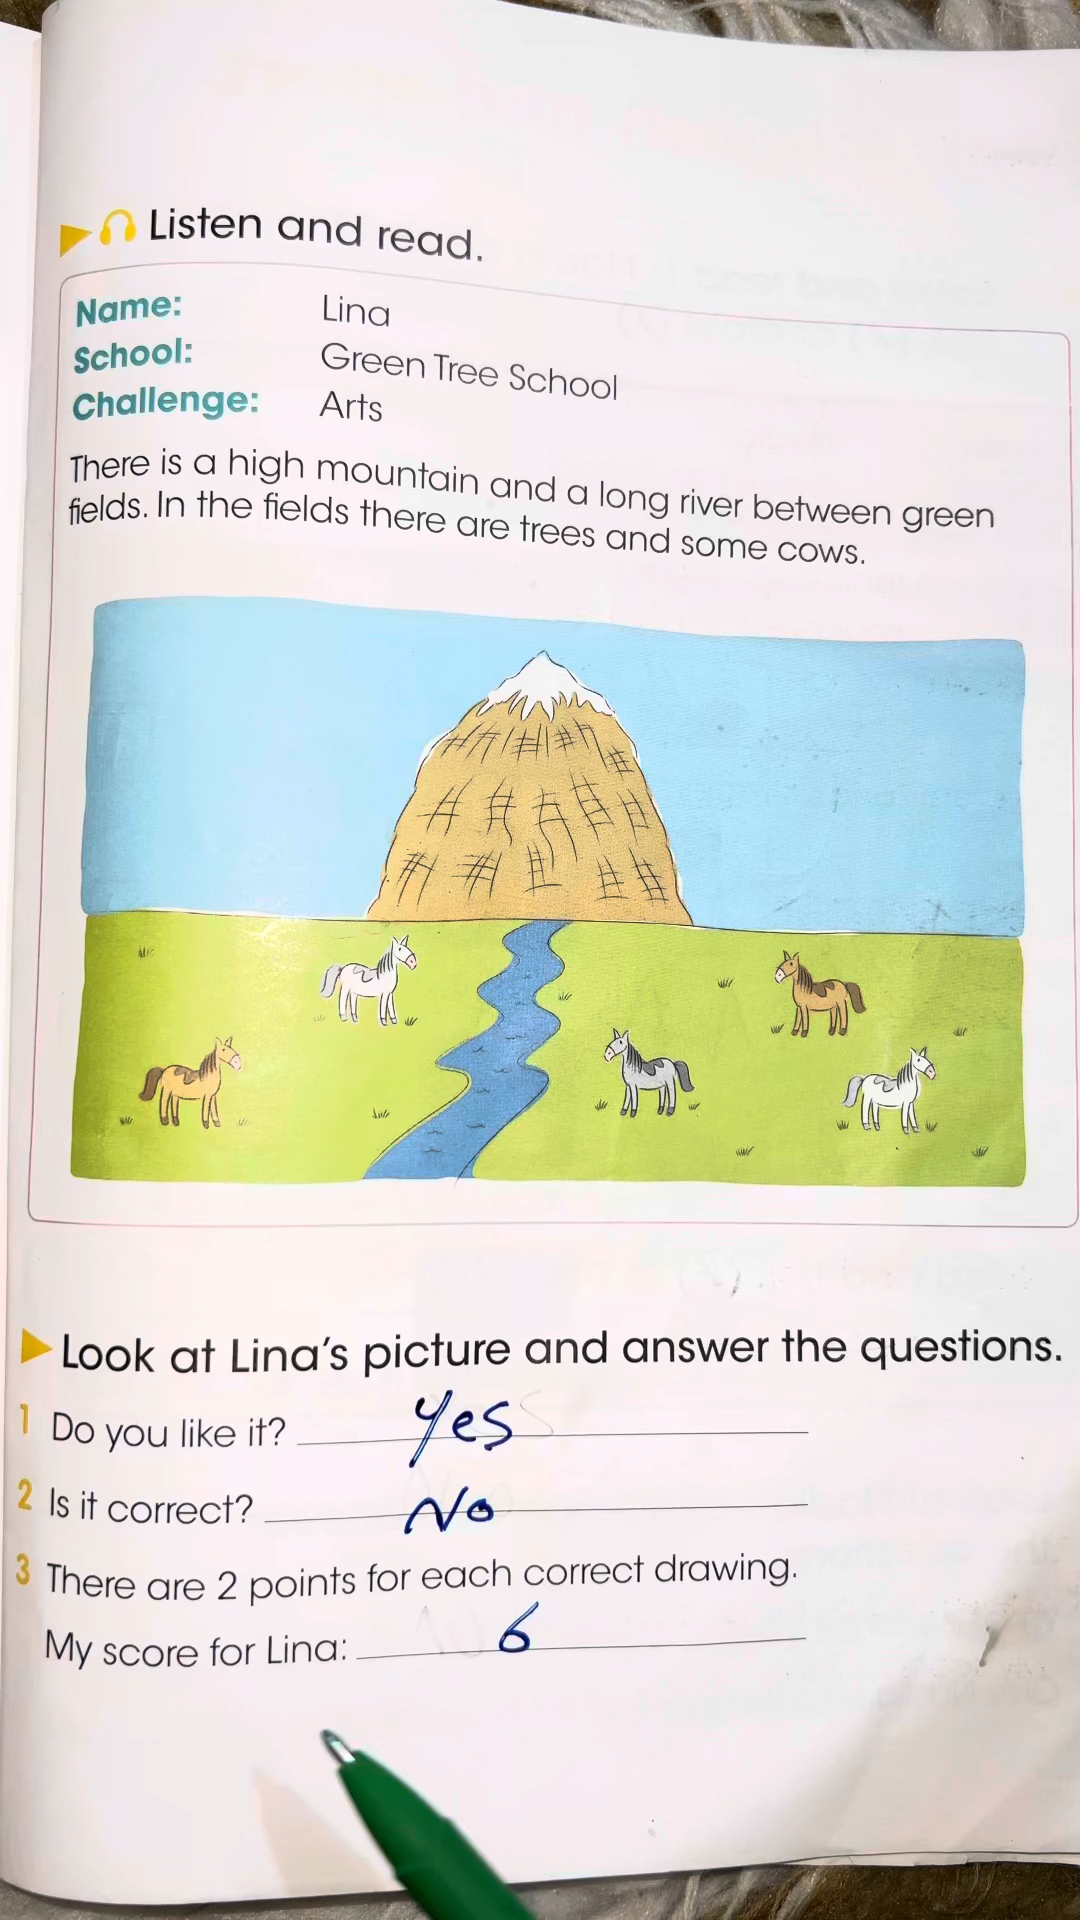 Listen and read.
Name: Lina
School: Green Tree School
Challenge: Arts
There is a high mountain and a long river between green
fields. In the fields there are trees and some cows.
Look at Lina's picture and answer the questions.
1 Do you like it? Yes
2 Is it correct? No
3 There are 2 points for each correct drawing.
My score for Lina: 6